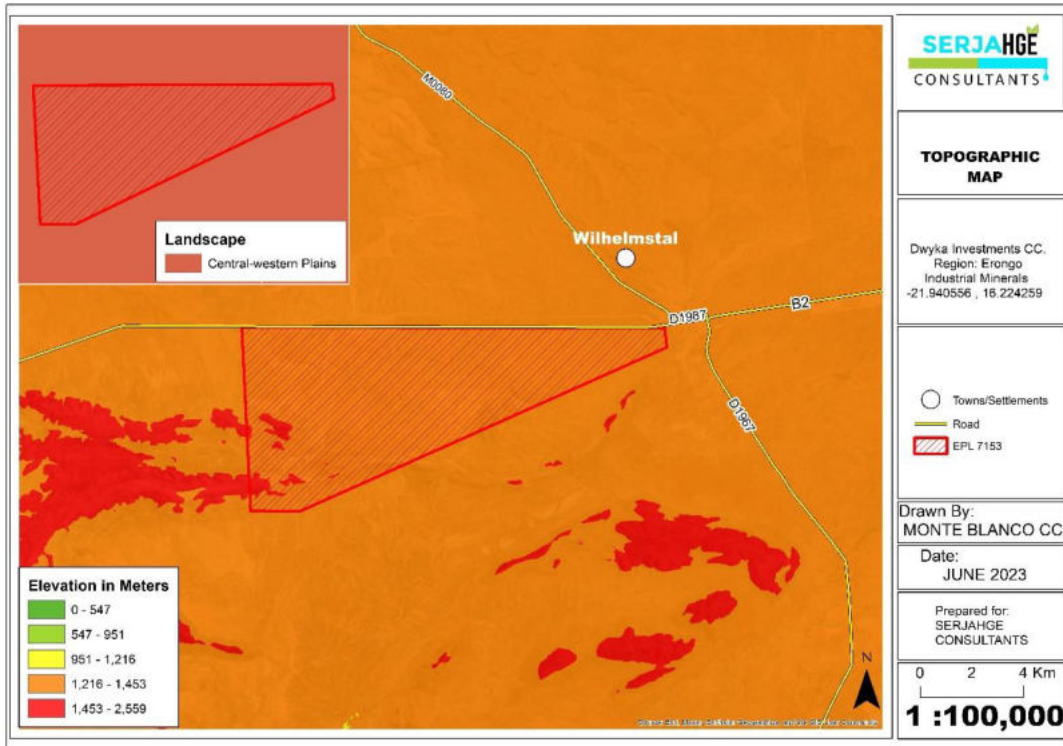 Landscape
Central-western Plains
M0080
Wilhelmstal
D1987
B2
D1967
Elevation in Meters
0 - 547
547 - 951
951 - 1,216
1,216 - 1,453
1,453 - 2,559
N
SERJAHGE
CONSULTANTS
TOPOGRAPHIC
MAP
Dwyka Investments CC.
Region: Erongo
Industrial Minerals
-21.940556 , 16.224259
Towns/Settlements
Road
EPL 7153
Drawn By:
MONTE BLANCO CC
Date:
JUNE 2023
Prepared for:
SERJAHGE
CONSULTANTS
0 2 4 Km
1 :100,000